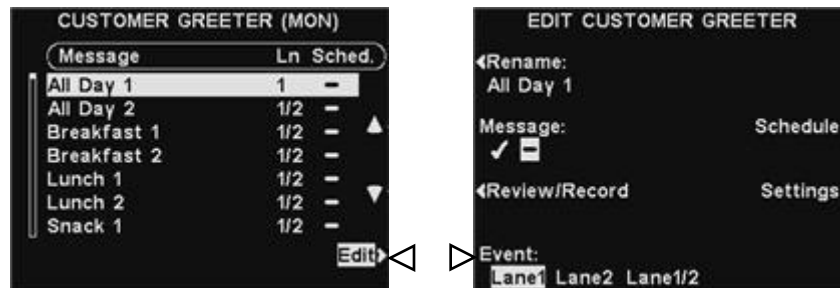 CUSTOMER GREETER (MON)
Message Ln Sched.
All Day 1 1 –
All Day 2 1/2 –
Breakfast 1 1/2 –
Breakfast 2 1/2 –
Lunch 1 1/2 –
Lunch 2 1/2 –
Snack 1 1/2 –
Edit
EDIT CUSTOMER GREETER
Rename:
All Day 1
Message: Schedule
✓ –
Review/Record Settings
Event:
Lane1 Lane2 Lane1/2